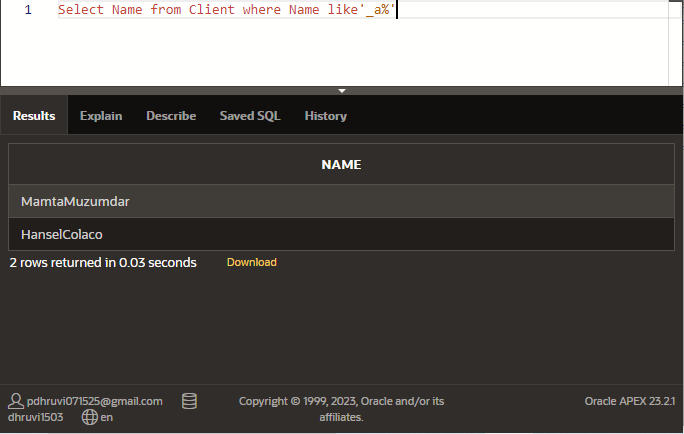 1 Select Name from Client where Name like'_a%'
Results Explain Describe Saved SQL History
NAME
MamtaMuzumdar
HanselColaco
2 rows returned in 0.03 seconds Download
pdhruvi071525@gmail.com
dhruvi1503 en
Copyright © 1999, 2023, Oracle and/or its
affiliates.
Oracle APEX 23.2.1